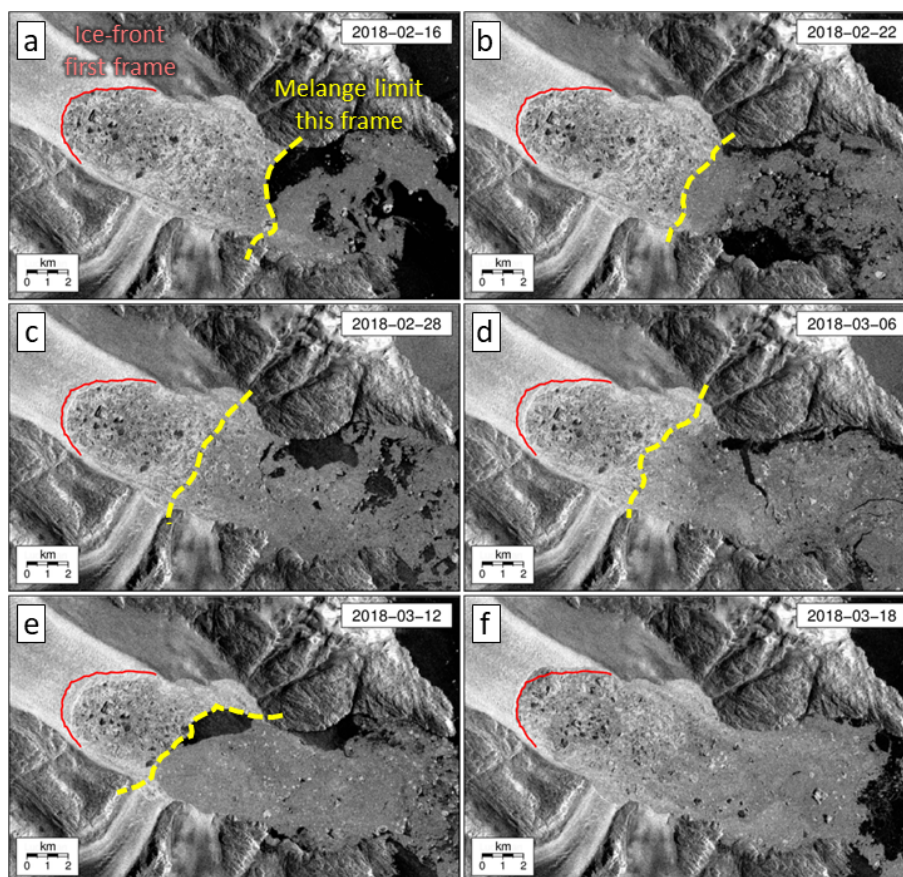 a
Ice-front
first frame
2018-02-16
Melange limit
this frame
km
0 1 2
b
2018-02-22
km
0 1 2
c
2018-02-28
km
0 1 2
d
2018-03-06
km
0 1 2
e
2018-03-12
km
0 1 2
f
2018-03-18
km
0 1 2